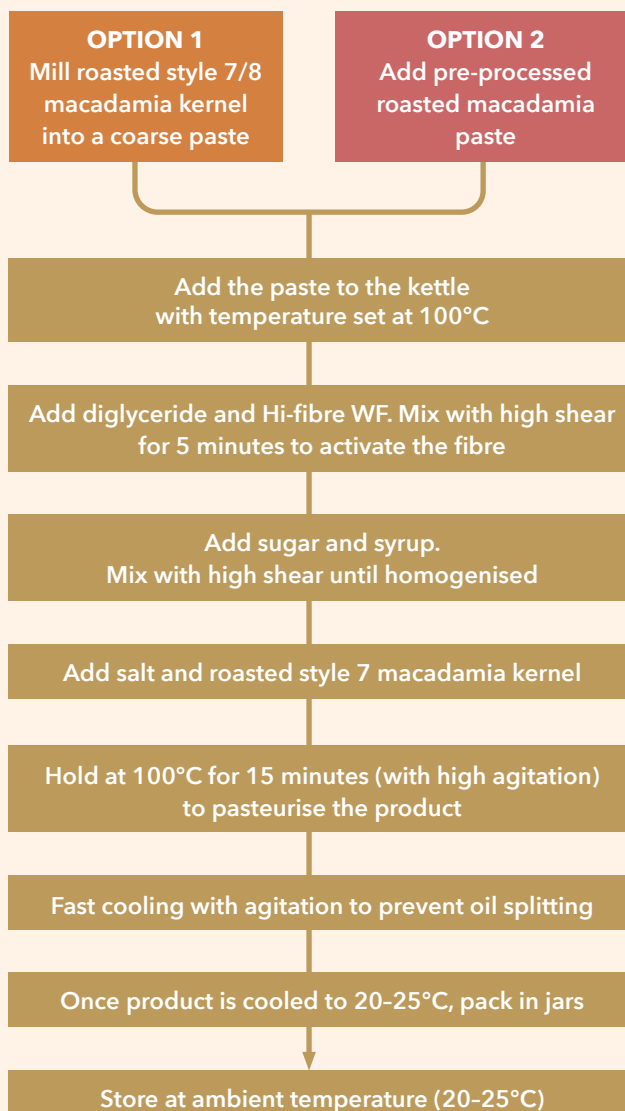 OPTION 1
Mill roasted style 7/8
macadamia kernel
into a coarse paste
OPTION 2
Add pre-processed
roasted macadamia
paste
Add the paste to the kettle
with temperature set at 100°C
Add diglyceride and Hi-fibre WF. Mix with high shear
for 5 minutes to activate the fibre
Add sugar and syrup.
Mix with high shear until homogenised
Add salt and roasted style 7 macadamia kernel
Hold at 100°C for 15 minutes (with high agitation)
to pasteurise the product
Fast cooling with agitation to prevent oil splitting
Once product is cooled to 20–25°C, pack in jars
Store at ambient temperature (20–25°C)